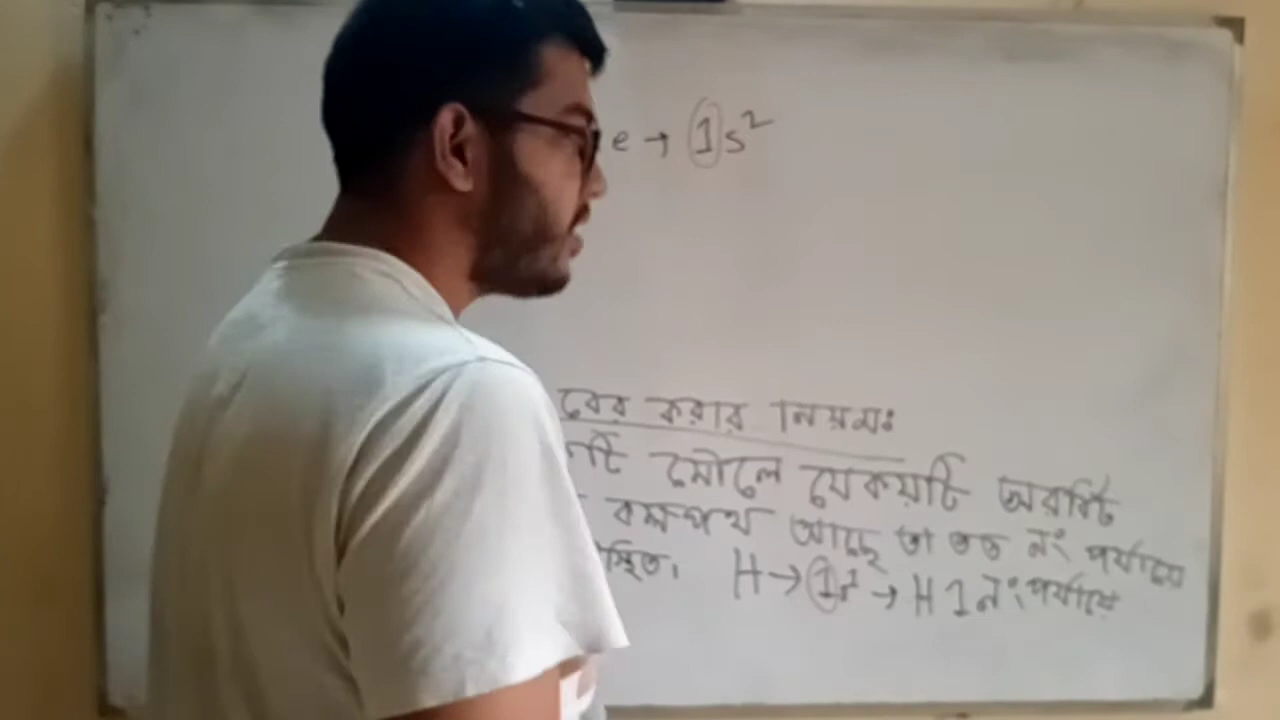 e → 1s²
বের করার নিয়মঃ
টি মৌলে যেকয়টি অরবিট
কক্ষপথ আছে তা তত নং পর্যায়ে
স্থিত। H → 1s¹ → H 1নং পর্যায়ে